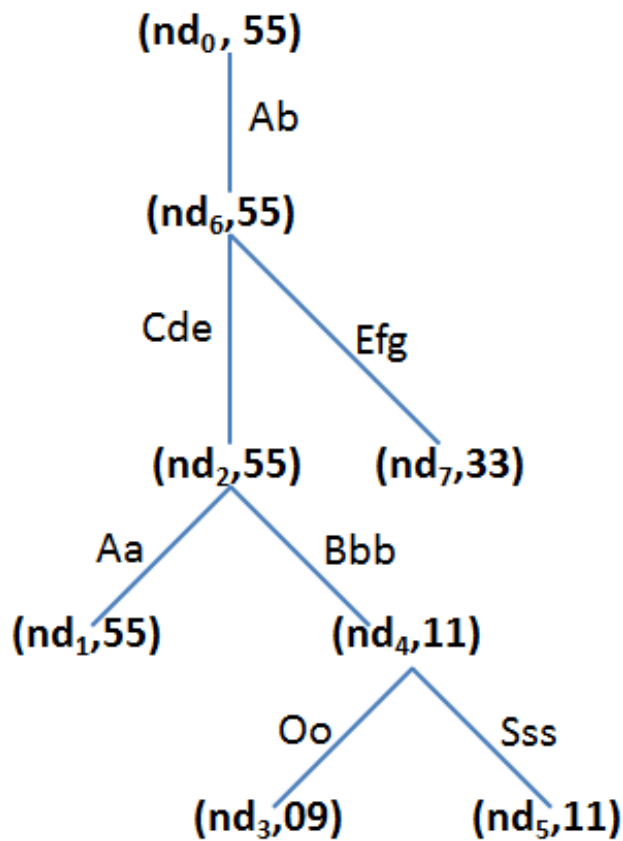 (nd₀, 55)
Ab
(nd₆,55)
Cde
Efg
(nd₂,55)
(nd₇,33)
Aa
Bbb
(nd₁,55)
(nd₄,11)
Oo
Sss
(nd₃,09)
(nd₅,11)